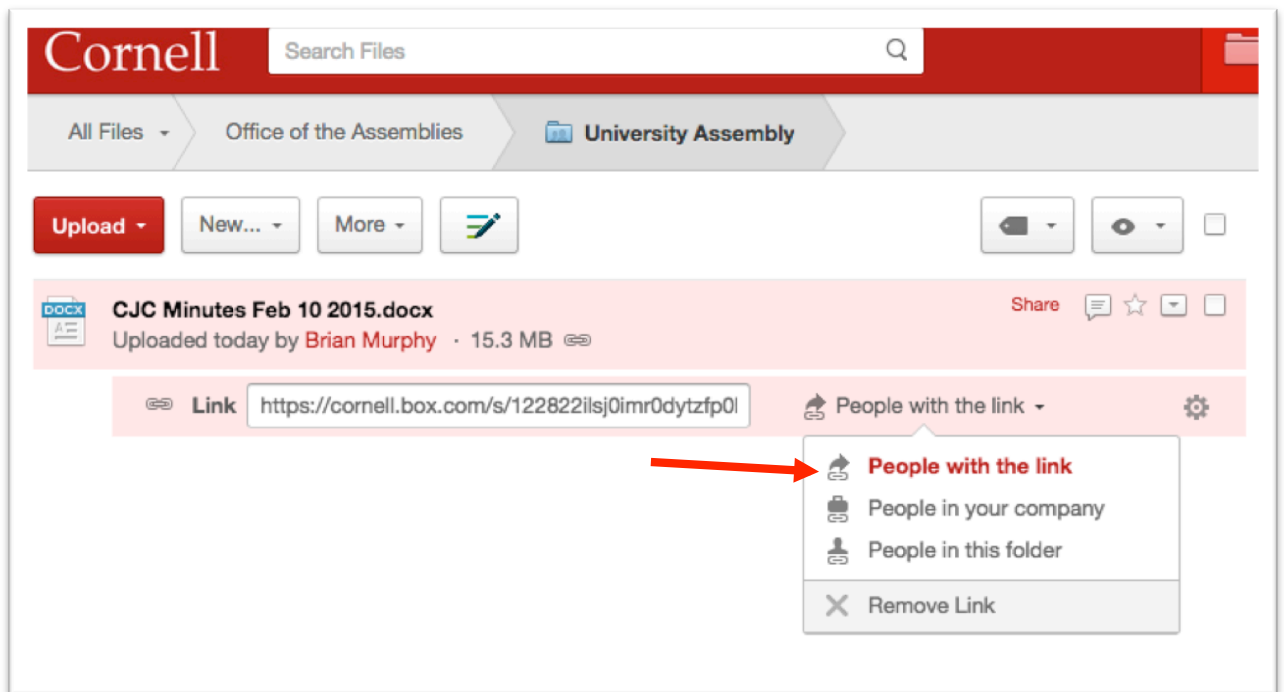 Cornell Search Files
All Files Office of the Assemblies University Assembly
Upload New... More
DOCX CJC Minutes Feb 10 2015.docx Share
Uploaded today by Brian Murphy · 15.3 MB
Link https://cornell.box.com/s/122822ilsj0imr0dytzfp0 People with the link
People with the link
People in your company
People in this folder
Remove Link